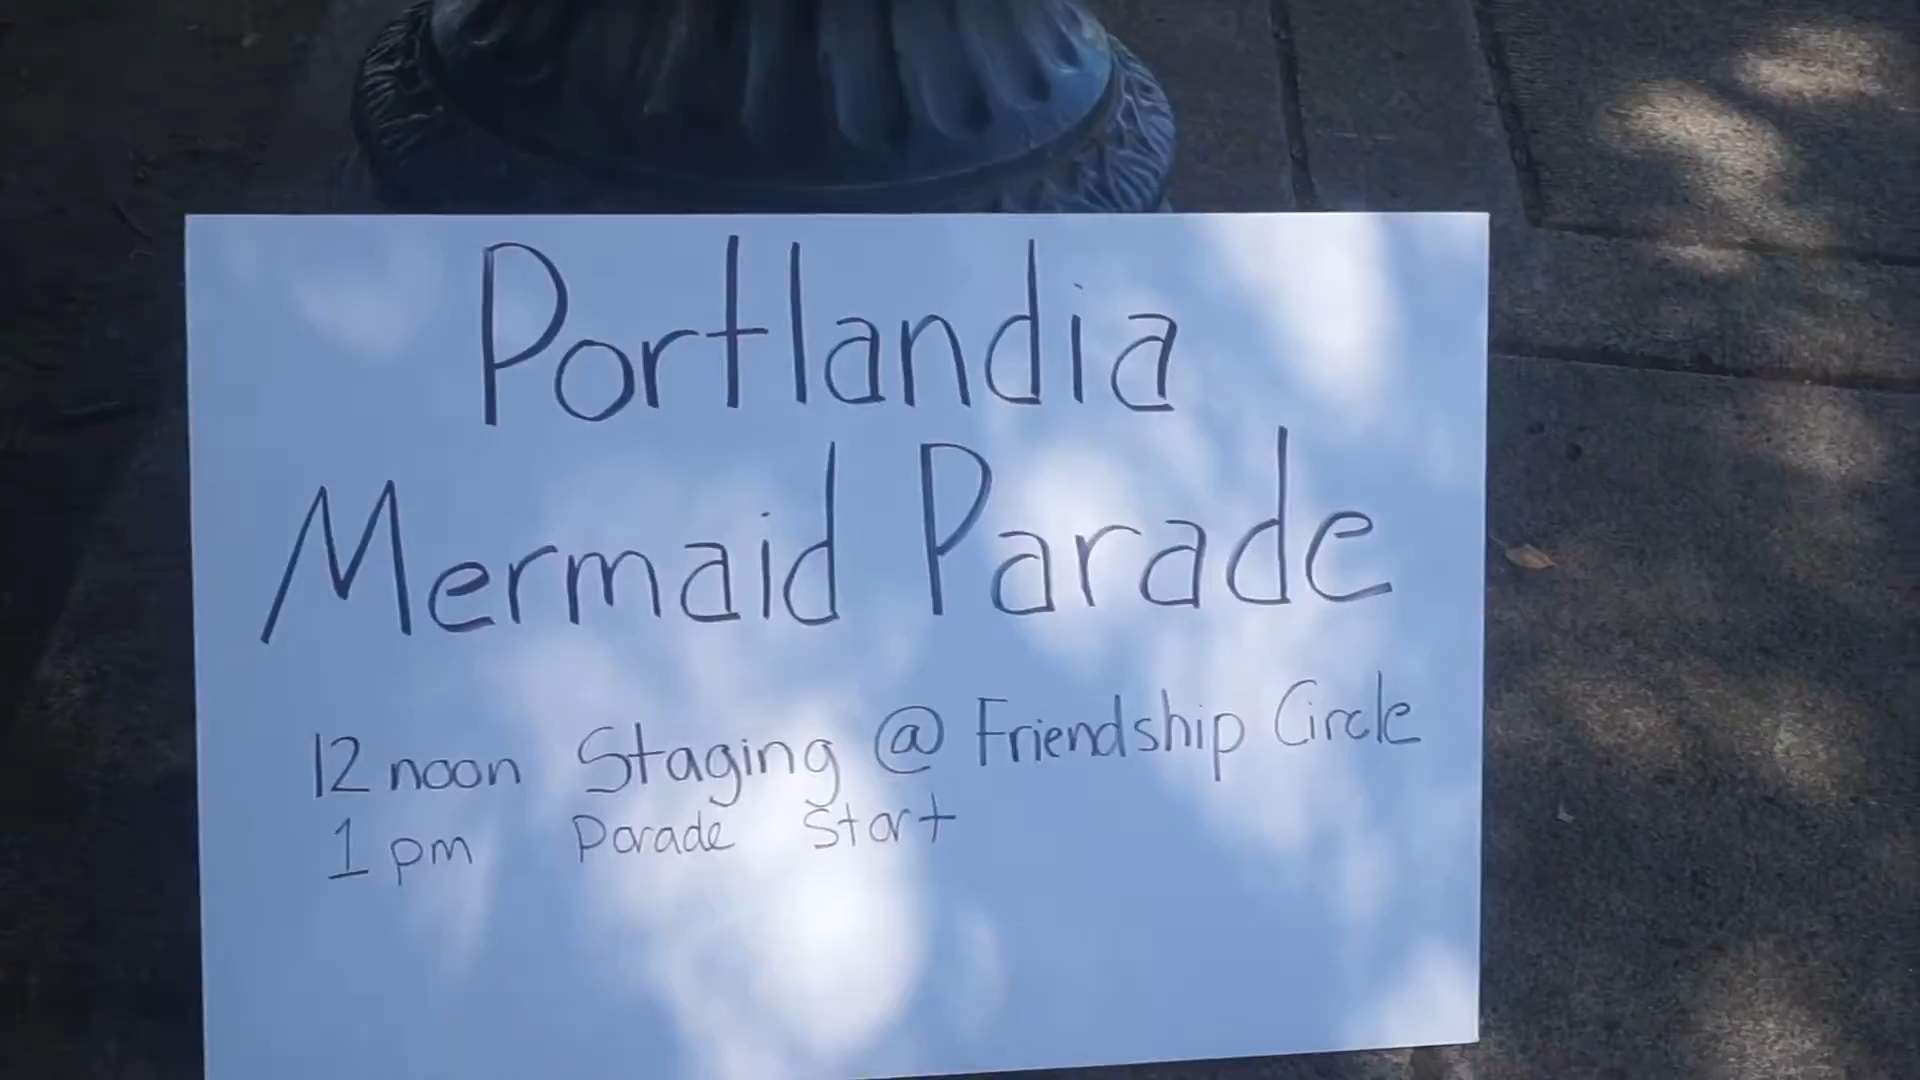 Portlandia
Mermaid Parade
12 noon Staging @ Friendship Circle
1 pm Parade Start